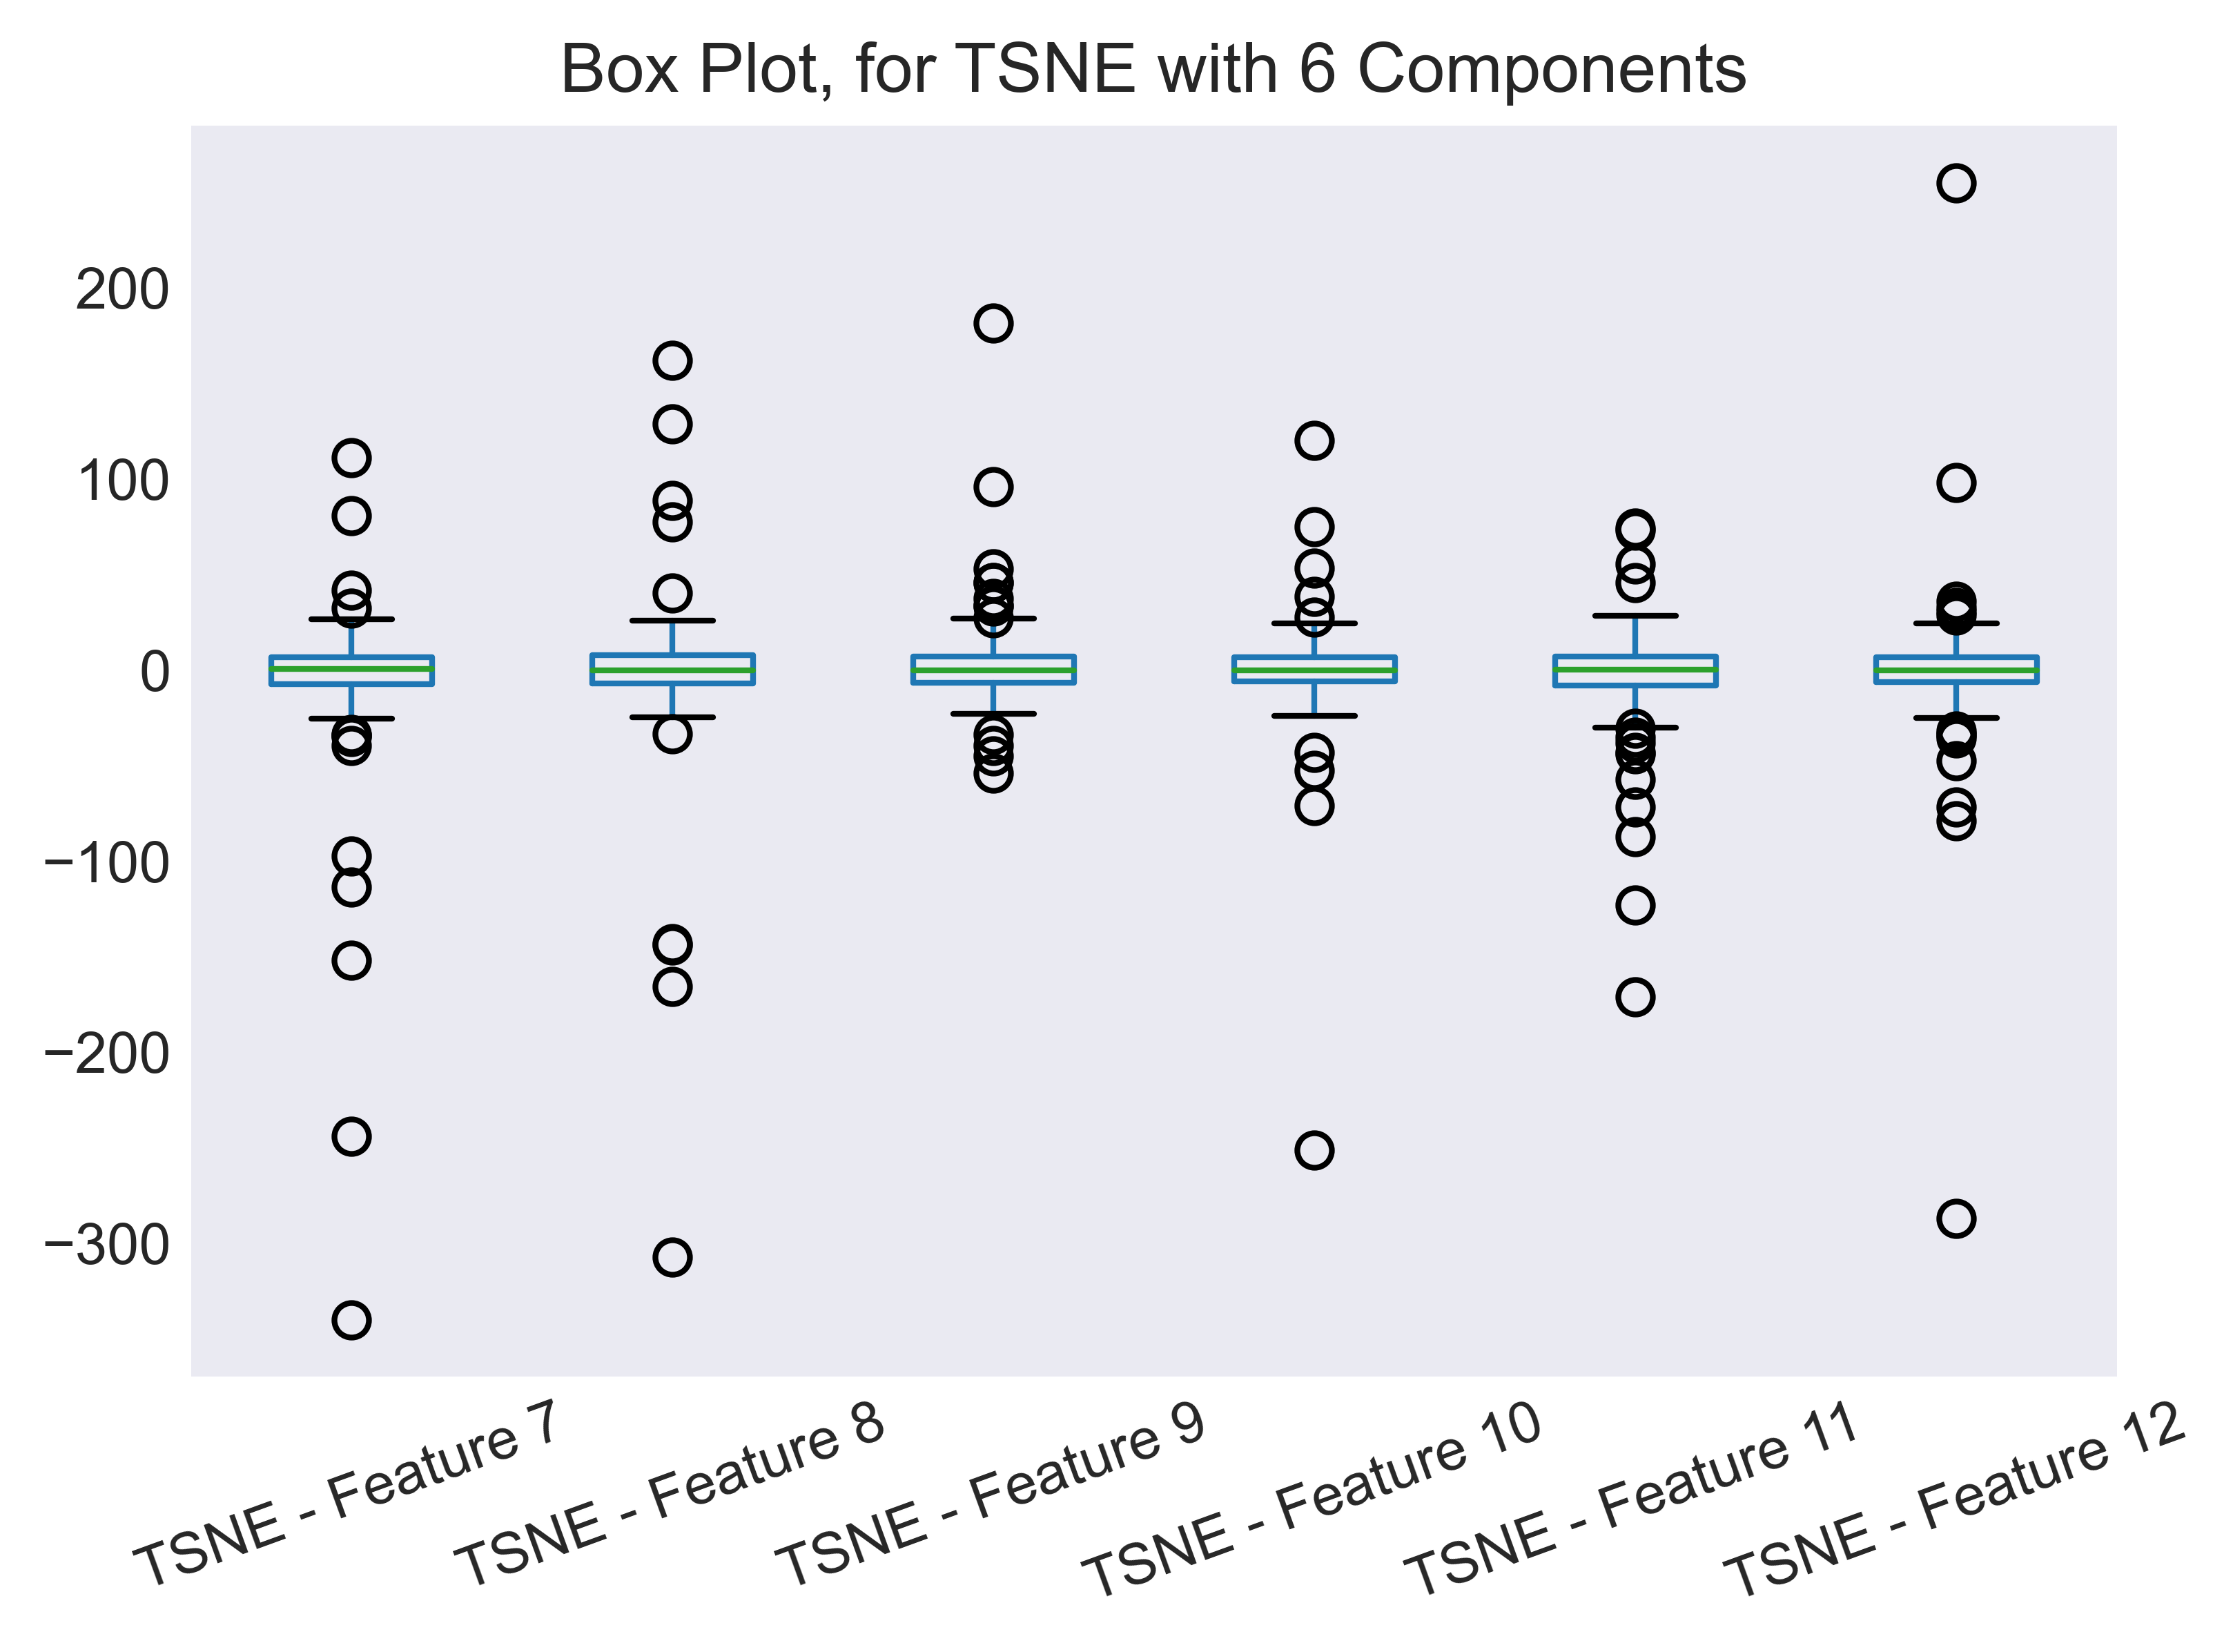 Box Plot, for TSNE with 6 Components
200
100
0
−100
−200
−300
TSNE - Feature 7
TSNE - Feature 8
TSNE - Feature 9
TSNE - Feature 10
TSNE - Feature 11
TSNE - Feature 12